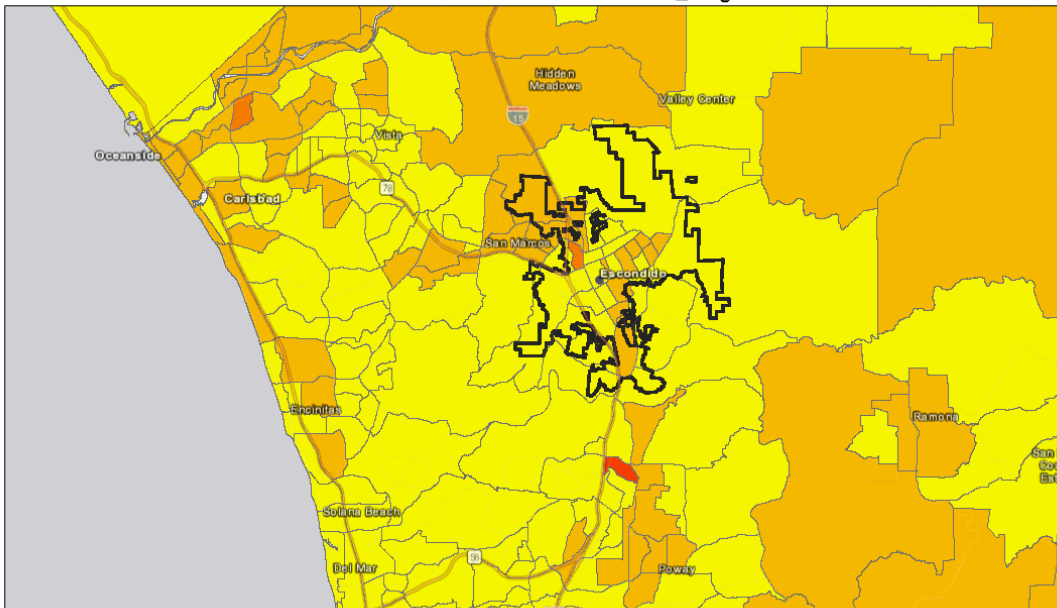 Hidden
Meadows
Valley Center
15
Vista
Oceanside
78
Carlsbad
San Marcos
Escondido
Encinitas
Ramona
San
Solana Beach
56
Del Mar
Poway